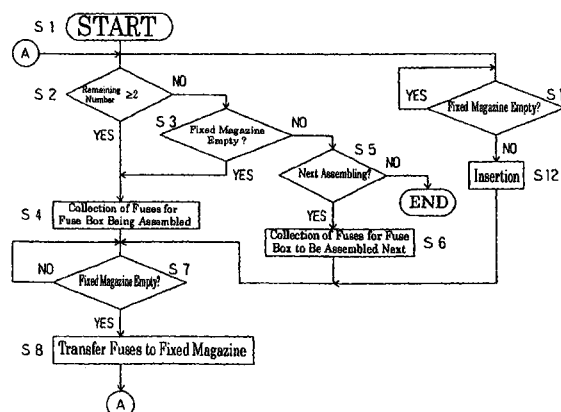 S 1 START
A
S 2 Remaining Number ≥2
NO
YES
S 3 Fixed Magazine Empty?
NO
YES
S 5 Next Assembling?
NO
END
YES
S 4 Collection of Fuses for
Fuse Box Being Assembled
Collection of Fuses for Fuse
Box to Be Assembled Next
S 6
YES
Fixed Magazine Empty?
NO
Insertion S12
S 7 Fixed Magazine Empty?
NO
YES
S 8 Transfer Fuses to Fixed Magazine
A